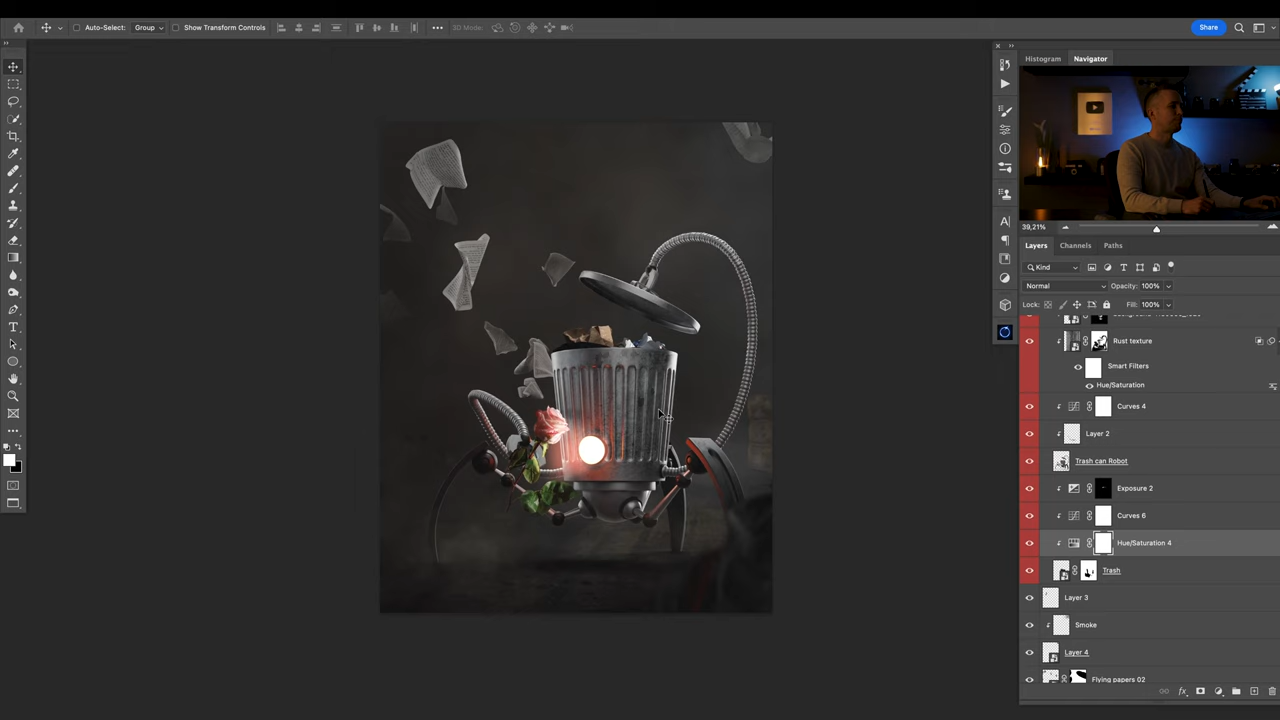 Auto-Select: Group Show Transform Controls 3D Mode: Share
Histogram Navigator
39,21%
Layers Channels Paths
Kind
Normal Opacity: 100%
Lock: Fill: 100%
Rust texture
Smart Filters
Hue/Saturation
Curves 4
Layer 2
Trash can Robot
Exposure 2
Curves 6
Hue/Saturation 4
Trash
Layer 3
Smoke
Layer 4
Flying papers 02